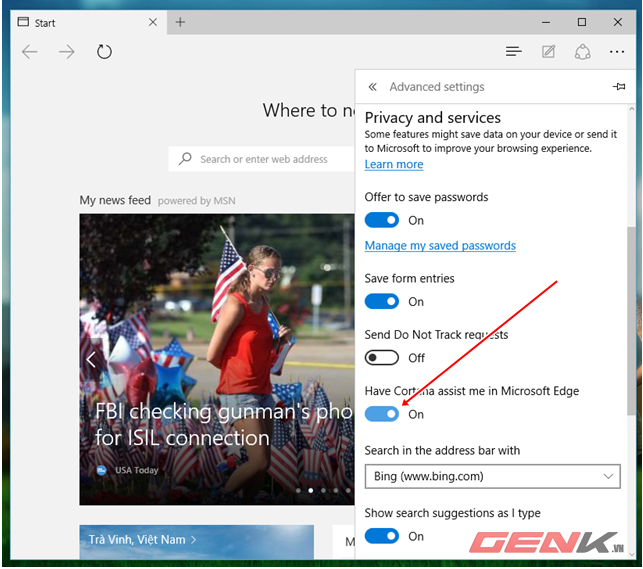 Start
Advanced settings
Where to ne
Privacy and services
Some features might save data on your device or send it
to Microsoft to improve your browsing experience.
Learn more
Search or enter web address
Offer to save passwords
On
My news feed powered by MSN
Manage my saved passwords
Save form entries
On
Send Do Not Track requests
Off
Have Cortana assist me in Microsoft Edge
On
FBI checking gunman's pho
for ISIL connection
USA Today
Search in the address bar with
Bing (www.bing.com)
Show search suggestions as I type
On
Trà Vinh, Việt Nam
M
GENK.VN